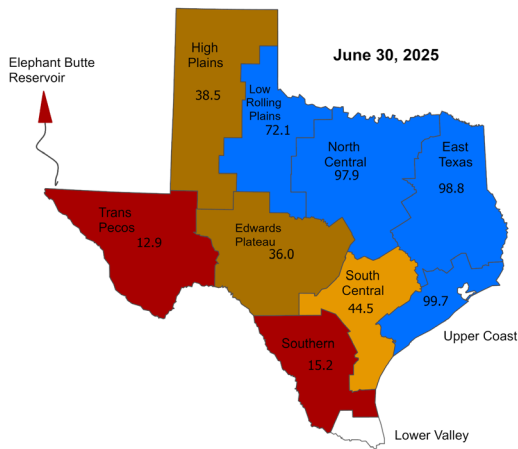 June 30, 2025
Elephant Butte
Reservoir
High
Plains
38.5
Low
Rolling
Plains
72.1
North
Central
97.9
East
Texas
98.8
Trans
Pecos
12.9
Edwards
Plateau
36.0
South
Central
44.5
99.7
Upper Coast
Southern
15.2
Lower Valley